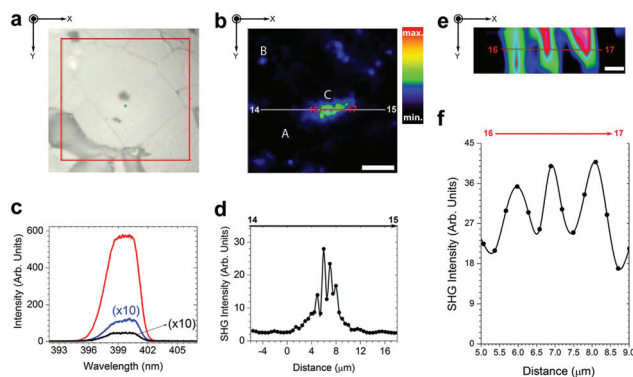 X
Y
a
X
Y
b
B
C
14
16
17
15
A
max.
min.
X
Y
e
16
17
c
Intensity (Arb. Units)
600
400
200
0
(x10)
(x10)
393
396
399
402
405
Wavelength (nm)
d
14
15
SHG Intensity (Arb. Units)
30
20
10
0
-4
0
4
8
12
16
Distance (μm)
f
16
17
SHG Intensity (Arb. Units)
45
36
27
18
9
0
5.0
5.5
6.0
6.5
7.0
7.5
8.0
8.5
9.0
Distance (μm)